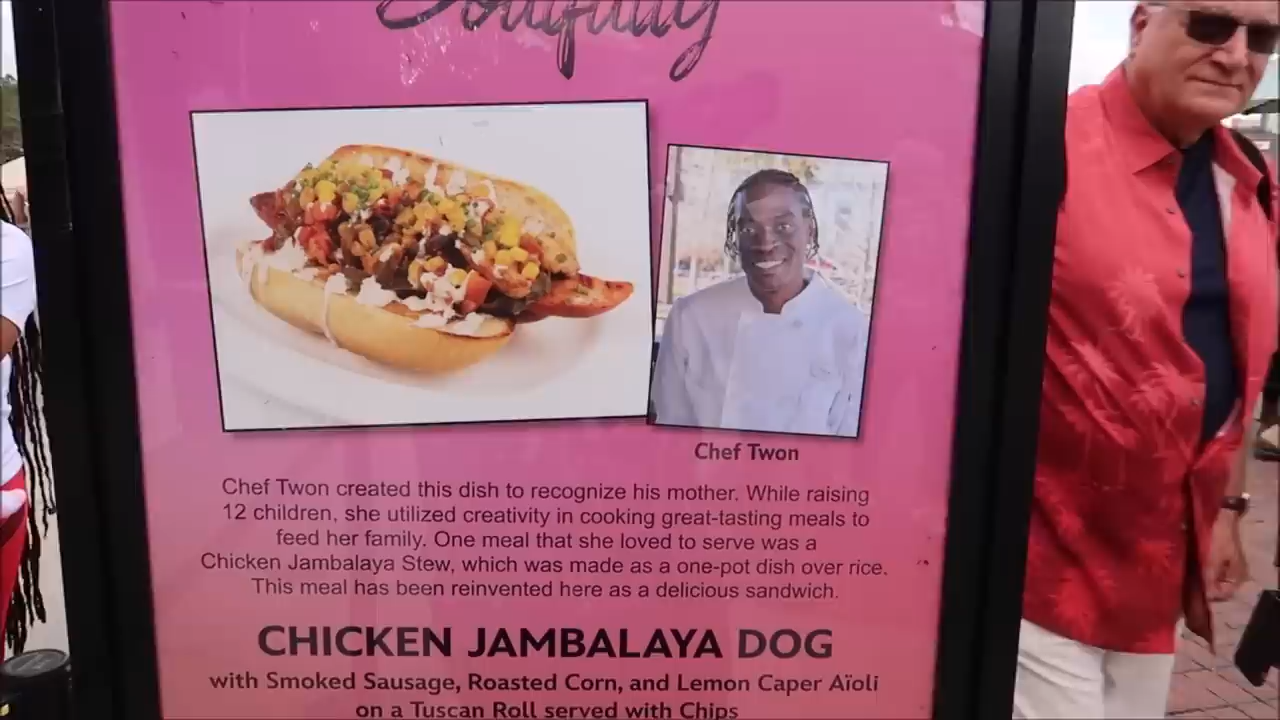 Soulfully
Chef Twon
Chef Twon created this dish to recognize his mother. While raising
12 children, she utilized creativity in cooking great-tasting meals to
feed her family. One meal that she loved to serve was a
Chicken Jambalaya Stew, which was made as a one-pot dish over rice.
This meal has been reinvented here as a delicious sandwich.
CHICKEN JAMBALAYA DOG
with Smoked Sausage, Roasted Corn, and Lemon Caper Aïoli
on a Tuscan Roll served with Chips